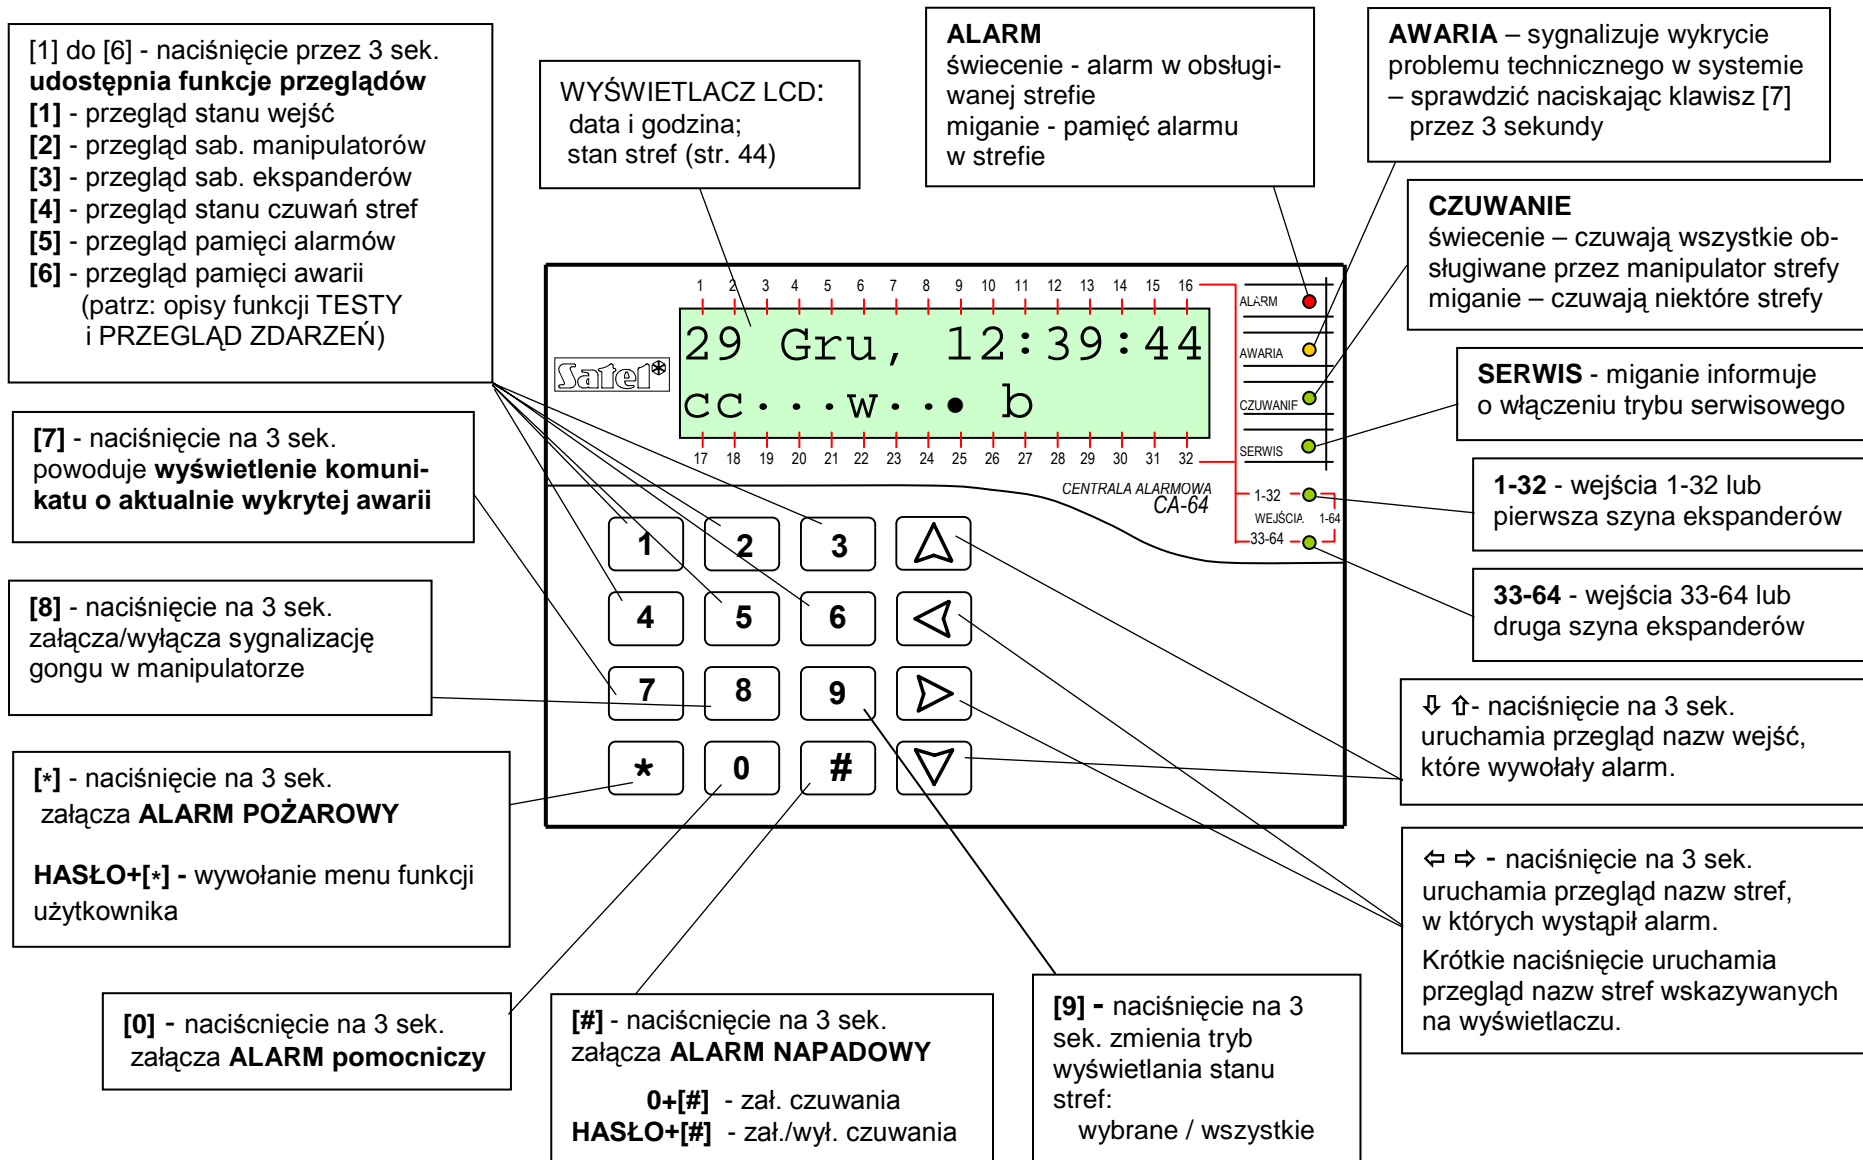 [1] do [6] - naciśnięcie przez 3 sek.
udostępnia funkcje przeglądów
[1] - przegląd stanu wejść
[2] - przegląd sab. manipulatorów
[3] - przegląd sab. ekspanderów
[4] - przegląd stanu czuwań stref
[5] - przegląd pamięci alarmów
[6] - przegląd pamięci awarii
(patrz: opisy funkcji TESTY
i PRZEGLĄD ZDARZEŃ)
WYŚWIETLACZ LCD:
data i godzina;
stan stref (str. 44)
ALARM
świecenie - alarm w obsługi-
wanej strefie
miganie - pamięć alarmu
w strefie
AWARIA – sygnalizuje wykrycie
problemu technicznego w systemie
– sprawdzić naciskając klawisz [7]
przez 3 sekundy
CZUWANIE
świecenie – czuwają wszystkie ob-
sługiwane przez manipulator strefy
miganie – czuwają niektóre strefy
SERWIS - miganie informuje
o włączeniu trybu serwisowego
1-32 - wejścia 1-32 lub
pierwsza szyna ekspanderów
33-64 - wejścia 33-64 lub
druga szyna ekspanderów
[7] - naciśnięcie na 3 sek.
powoduje wyświetlenie komuni-
katu o aktualnie wykrytej awarii
[8] - naciśnięcie na 3 sek.
załącza/wyłącza sygnalizację
gongu w manipulatorze
[*] - naciśnięcie na 3 sek.
załącza ALARM POŻAROWY
HASŁO+[*] - wywołanie menu funkcji
użytkownika
1 2 3 4 5 6 7 8 9 10 11 12 13 14 15 16
29 Gru, 12:39:44
cc···w··● b
17 18 19 20 21 22 23 24 25 26 27 28 29 30 31 32
Satel
ALARM
AWARIA
CZUWANIF
SERWIS
1-32
WEJŚCIA 1-64
33-64
CENTRALA ALARMOWA
CA-64
1 2 3
4 5 6
7 8 9
* 0 #
⇩ ⇧- naciśnięcie na 3 sek.
uruchamia przegląd nazw wejść,
które wywołały alarm.
⇦ ⇨ - naciśnięcie na 3 sek.
uruchamia przegląd nazw stref,
w których wystąpił alarm.
Krótkie naciśnięcie uruchamia
przegląd nazw stref wskazywanych
na wyświetlaczu.
[0] - naciścnięcie na 3 sek.
załącza ALARM pomocniczy
[#] - naciścnięcie na 3 sek.
załącza ALARM NAPADOWY
0+[#] - zał. czuwania
HASŁO+[#] - zał./wył. czuwania
[9] - naciśnięcie na 3
sek. zmienia tryb
wyświetlania stanu
stref:
wybrane / wszystkie